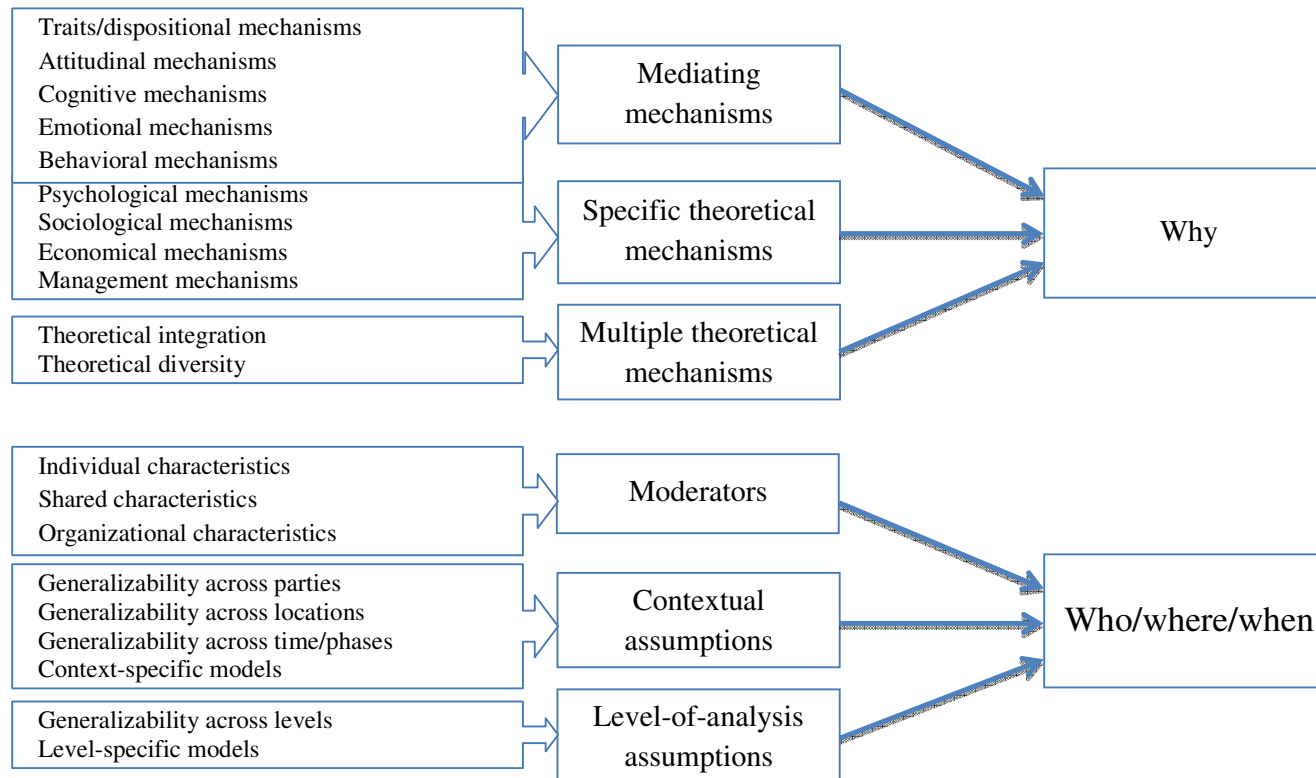 Traits/dispositional mechanisms
Attitudinal mechanisms
Cognitive mechanisms
Emotional mechanisms
Behavioral mechanisms
Mediating
mechanisms
Psychological mechanisms
Sociological mechanisms
Economical mechanisms
Management mechanisms
Specific theoretical
mechanisms
Why
Theoretical integration
Theoretical diversity
Multiple theoretical
mechanisms
Individual characteristics
Shared characteristics
Organizational characteristics
Moderators
Generalizability across parties
Generalizability across locations
Generalizability across time/phases
Context-specific models
Contextual
assumptions
Who/where/when
Generalizability across levels
Level-specific models
Level-of-analysis
assumptions